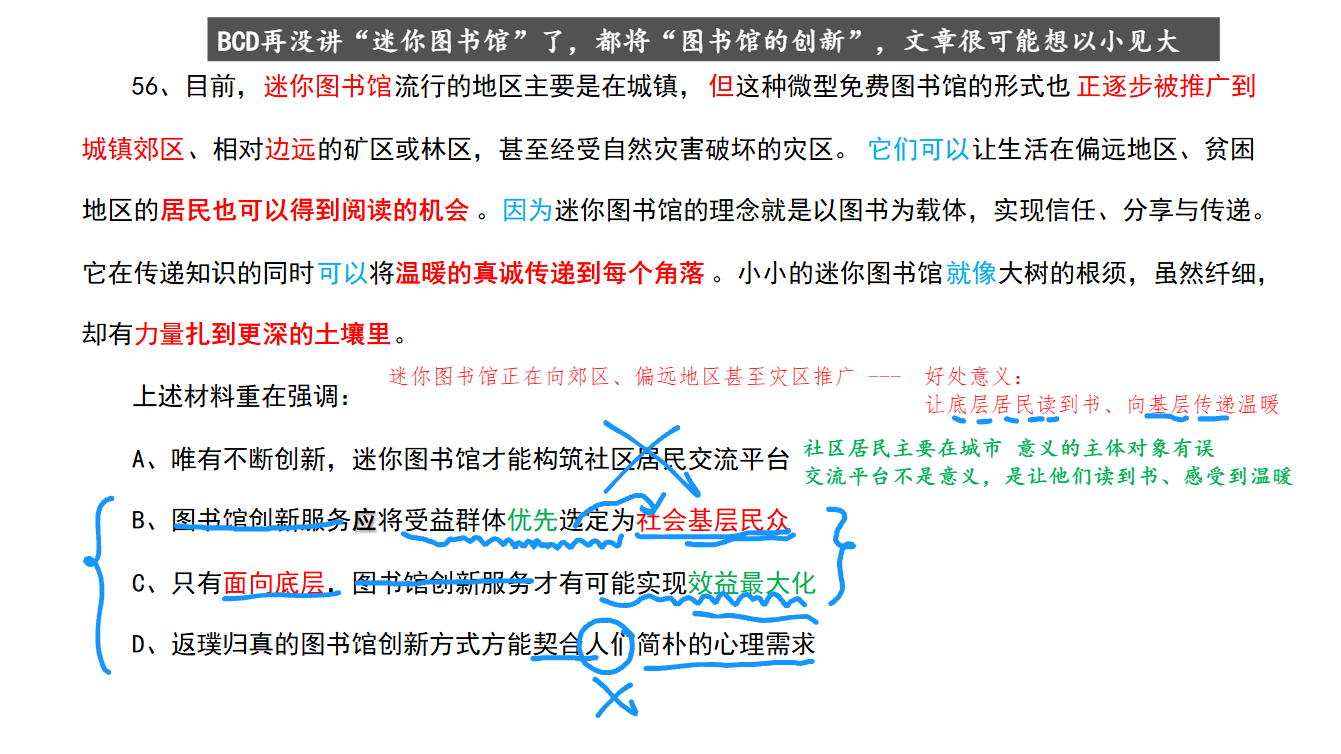 BCD再没讲“迷你图书馆”了，都将“图书馆的创新”，文章很可能想以小见大
56、目前，迷你图书馆流行的地区主要是在城镇，但这种微型免费图书馆的形式也正逐步被推广到
城镇郊区、相对边远的矿区或林区，甚至经受自然灾害破坏的灾区。它们可以让生活在偏远地区、贫困
地区的居民也可以得到阅读的机会。因为迷你图书馆的理念就是以图书为载体，实现信任、分享与传递。
它在传递知识的同时可以将温暖的真诚传递到每个角落。小小的迷你图书馆就像大树的根须，虽然纤细，
却有力量扎到更深的土壤里。
上述材料重在强调：
迷你图书馆正在向郊区、偏远地区甚至灾区推广 --- 好处意义：
让底层居民读到书、向基层传递温暖
A、唯有不断创新，迷你图书馆才能构筑社区居民交流平台
社区居民主要在城市 意义的主体对象有误
交流平台不是意义，是让他们读到书、感受到温暖
B、图书馆创新服务应将受益群体优先选定为社会基层民众
C、只有面向底层，图书馆创新服务才有可能实现效益最大化
D、返璞归真的图书馆创新方式方能契合人们简朴的心理需求